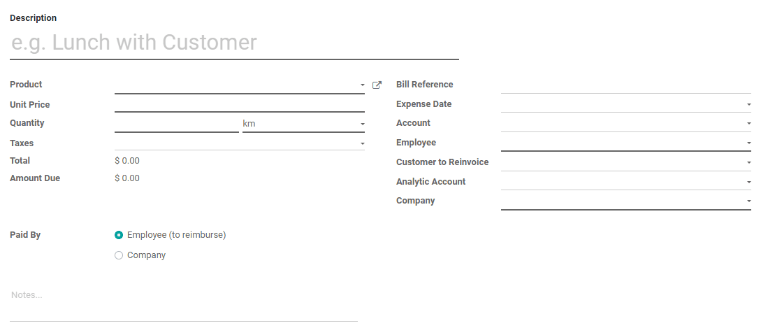 Description
e.g. Lunch with Customer
Product
Unit Price
Quantity km
Taxes
Total $ 0.00
Amount Due $ 0.00
Bill Reference
Expense Date
Account
Employee
Customer to Reinvoice
Analytic Account
Company
Paid By Employee (to reimburse)
Company
Notes...